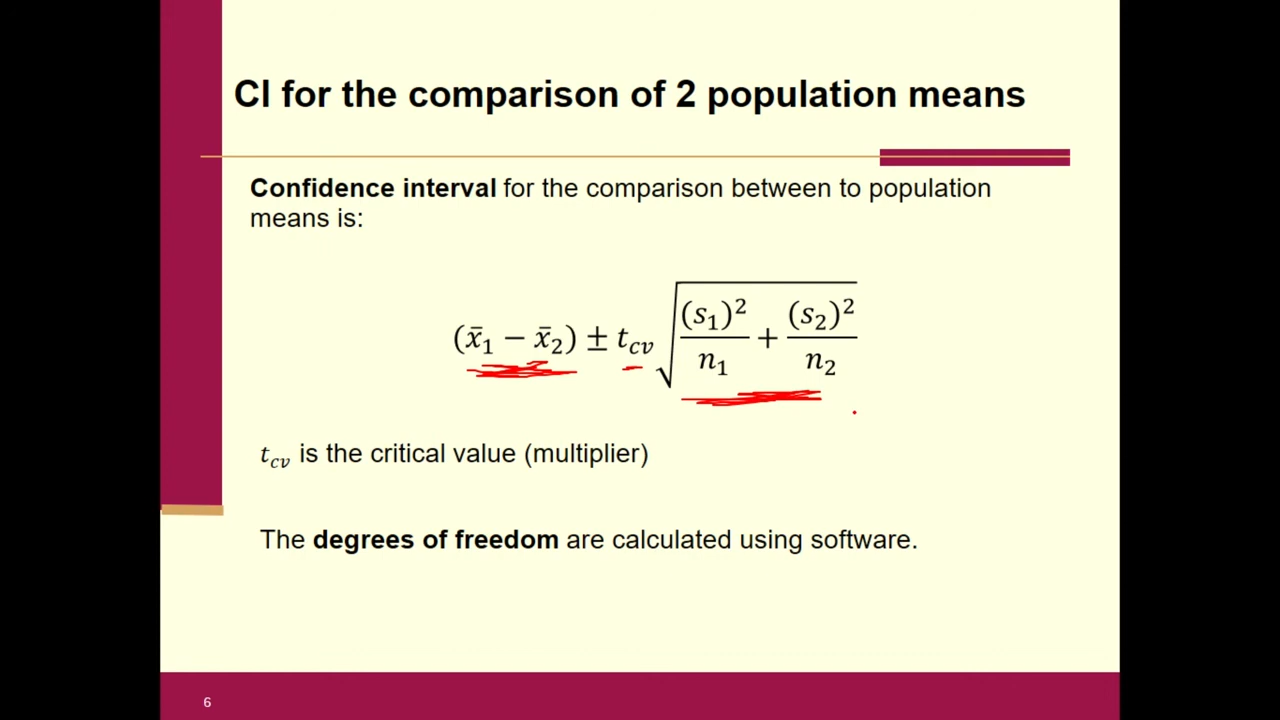 CI for the comparison of 2 population means
Confidence interval for the comparison between to population
means is:
(x̄₁ − x̄₂) ± t_cv √((s₁)²/n₁ + (s₂)²/n₂)
t_cv is the critical value (multiplier)
The degrees of freedom are calculated using software.
6